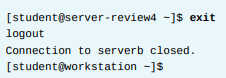 [student@server-review4 ~]$ exit
logout
Connection to serverb closed.
[student@workstation ~]$